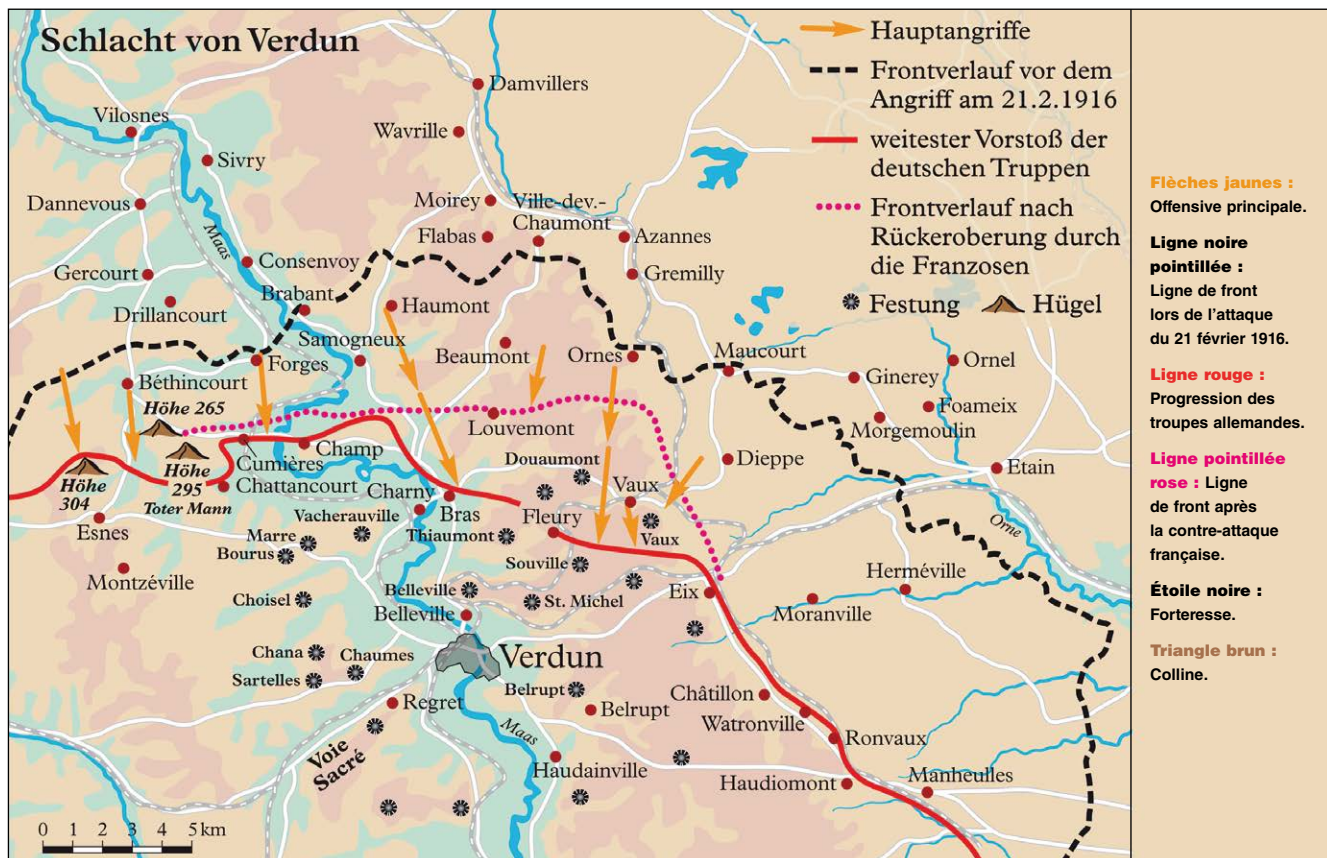 Schlacht von Verdun
Hauptangriffe
Frontverlauf vor dem
Angriff am 21.2.1916
weitester Vorstoß der
deutschen Truppen
Frontverlauf nach
Rückeroberung durch
die Franzosen
Festung
Hügel
Damvillers
Vilosnes
Wavrille
Sivry
Dannevous
Moirey
Ville-dev.-
Chaumont
Maas
Flabas
Azannes
Gercourt
Consenvoy
Gremilly
Brabant
Drillancourt
Haumont
Samogneux
Beaumont
Ornes
Maucourt
Forges
Ornel
Ginerey
Béthincourt
Höhe 265
Foameix
Louvemont
Morgemoulin
Champ
Douaumont
Dieppe
Etain
Cumières
Höhe
304
Höhe
295
Toter Mann
Chattancourt
Charny
Vaux
Bras
Fleury
Orne
Esnes
Vacherauville
Marre
Thiaumont
Vaux
Bourus
Souville
Montzéville
Herméville
Belleville
Eix
Choisel
St. Michel
Moranville
Belleville
Chana
Chaumes
Verdun
Sartelles
Belrupt
Châtillon
Regret
Belrupt
Watronville
Voie
Sacré
Maas
Ronvaux
Haudainville
Haudiomont
Manheulles
0 1 2 3 4 5 km
Flèches jaunes :
Offensive principale.
Ligne noire
pointillée :
Ligne de front
lors de l’attaque
du 21 février 1916.
Ligne rouge :
Progression des
troupes allemandes.
Ligne pointillée
rose : Ligne
de front après
la contre-attaque
française.
Étoile noire :
Forteresse.
Triangle brun :
Colline.